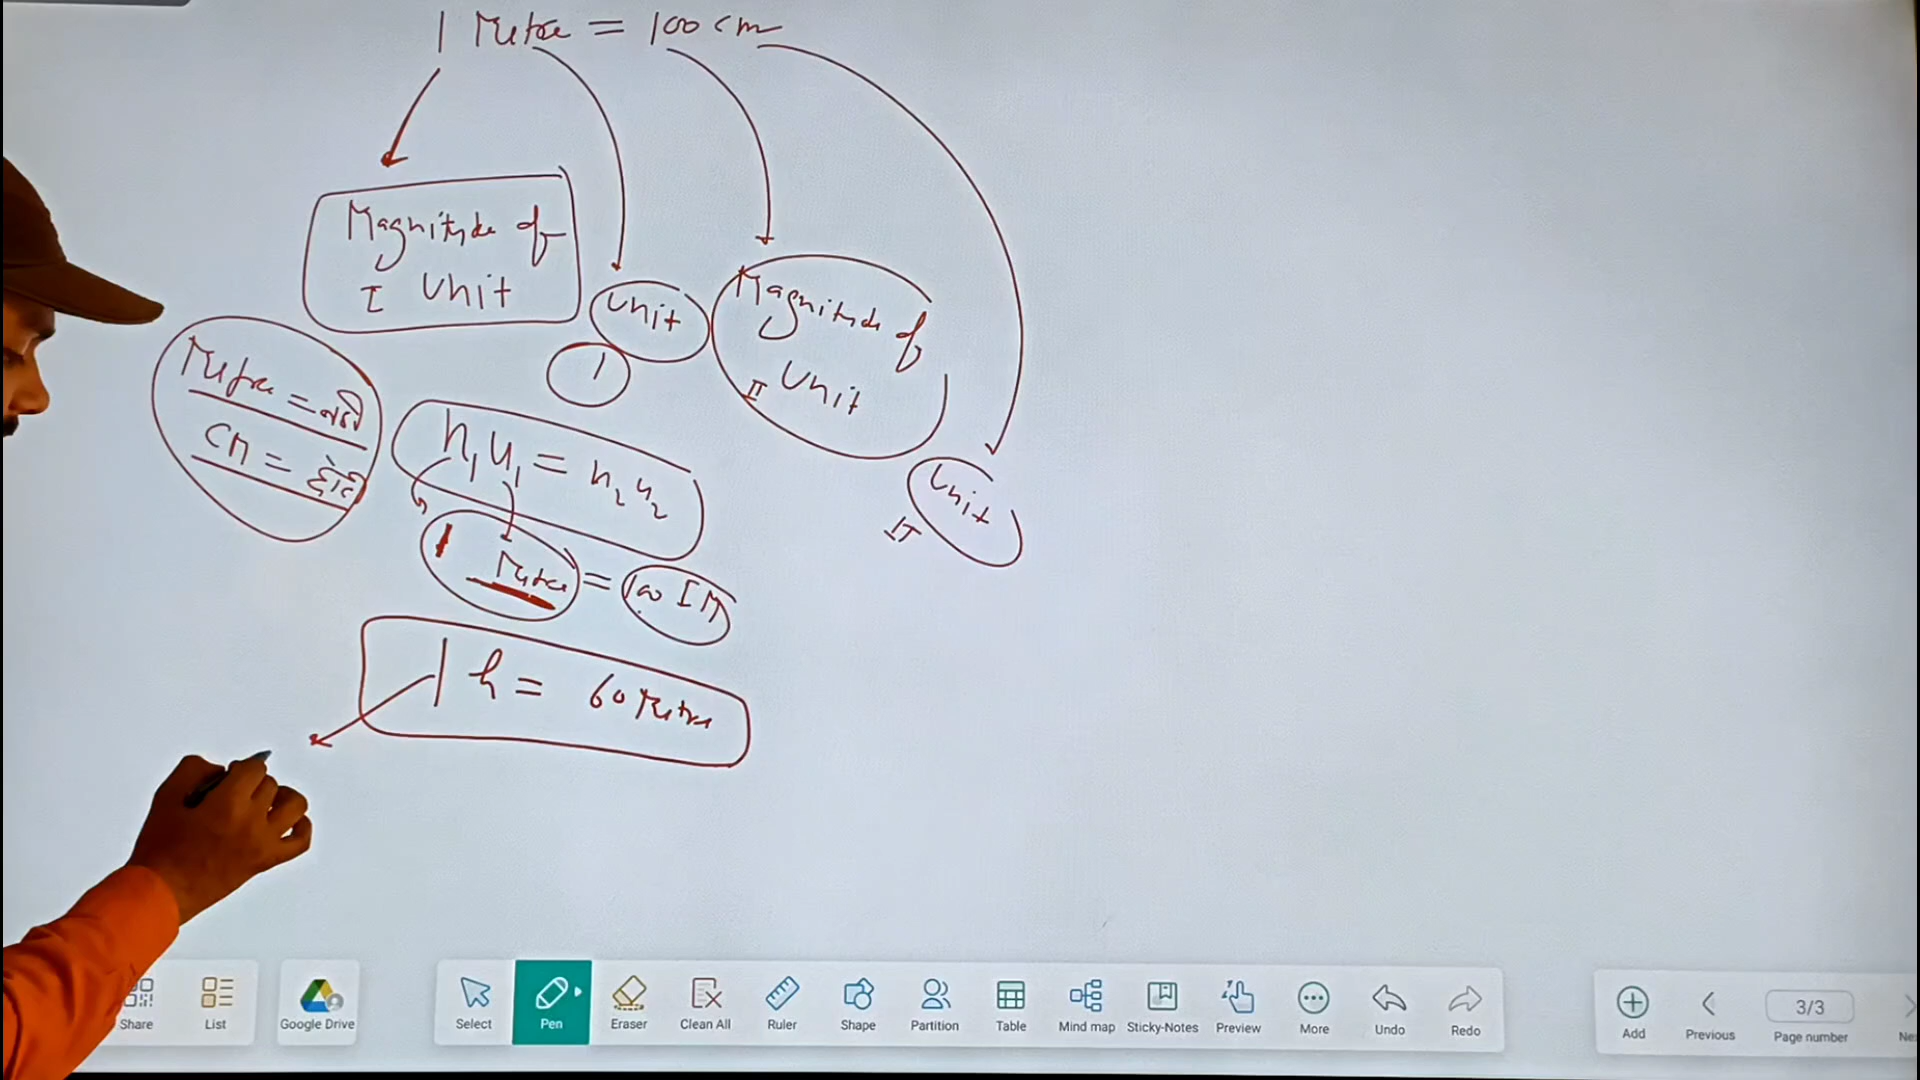 1 Metre = 100 cm
Magnitude of
I Unit
Unit
1
Magnitude of
II Unit
Unit
II
Metre = बड़ी
CM = छोटी
n₁u₁ = n₂u₂
1 Metre = 100 CM
1 h = 60 Metre
Share
List
Google Drive
Select
Pen
Eraser
Clean All
Ruler
Shape
Partition
Table
Mind map
Sticky-Notes
Preview
More
Undo
Redo
Add
Previous
3/3
Page number